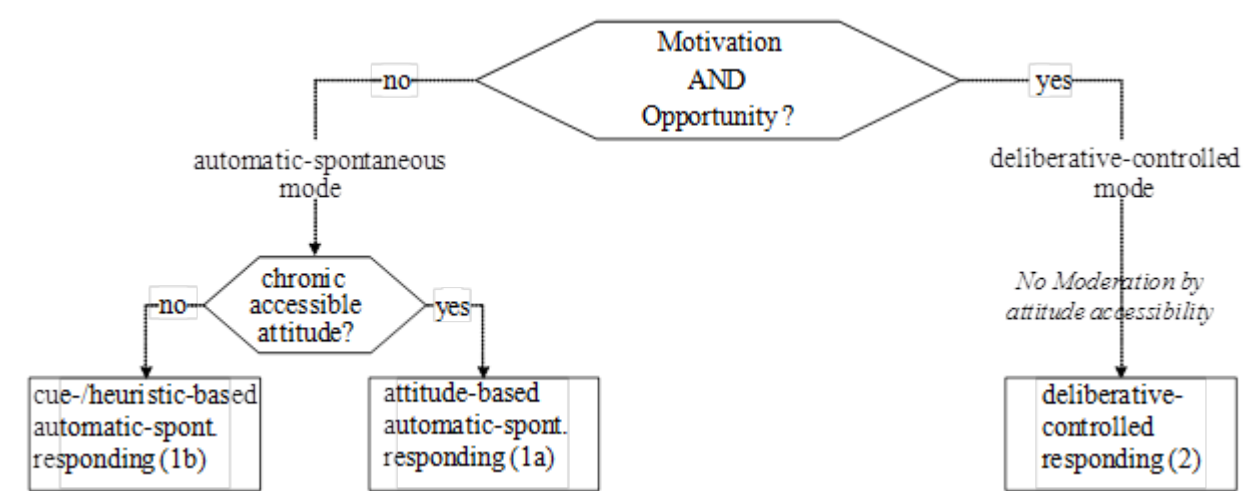 Motivation
AND
Opportunity ?
no
yes
automatic-spontaneous
mode
deliberative-controlled
mode
chronic
accessible
attitude?
no
yes
No Moderation by
attitude accessibility
cue-/heuristic-based
automatic-spont.
responding (1b)
attitude-based
automatic-spont.
responding (1a)
deliberative-
controlled
responding (2)